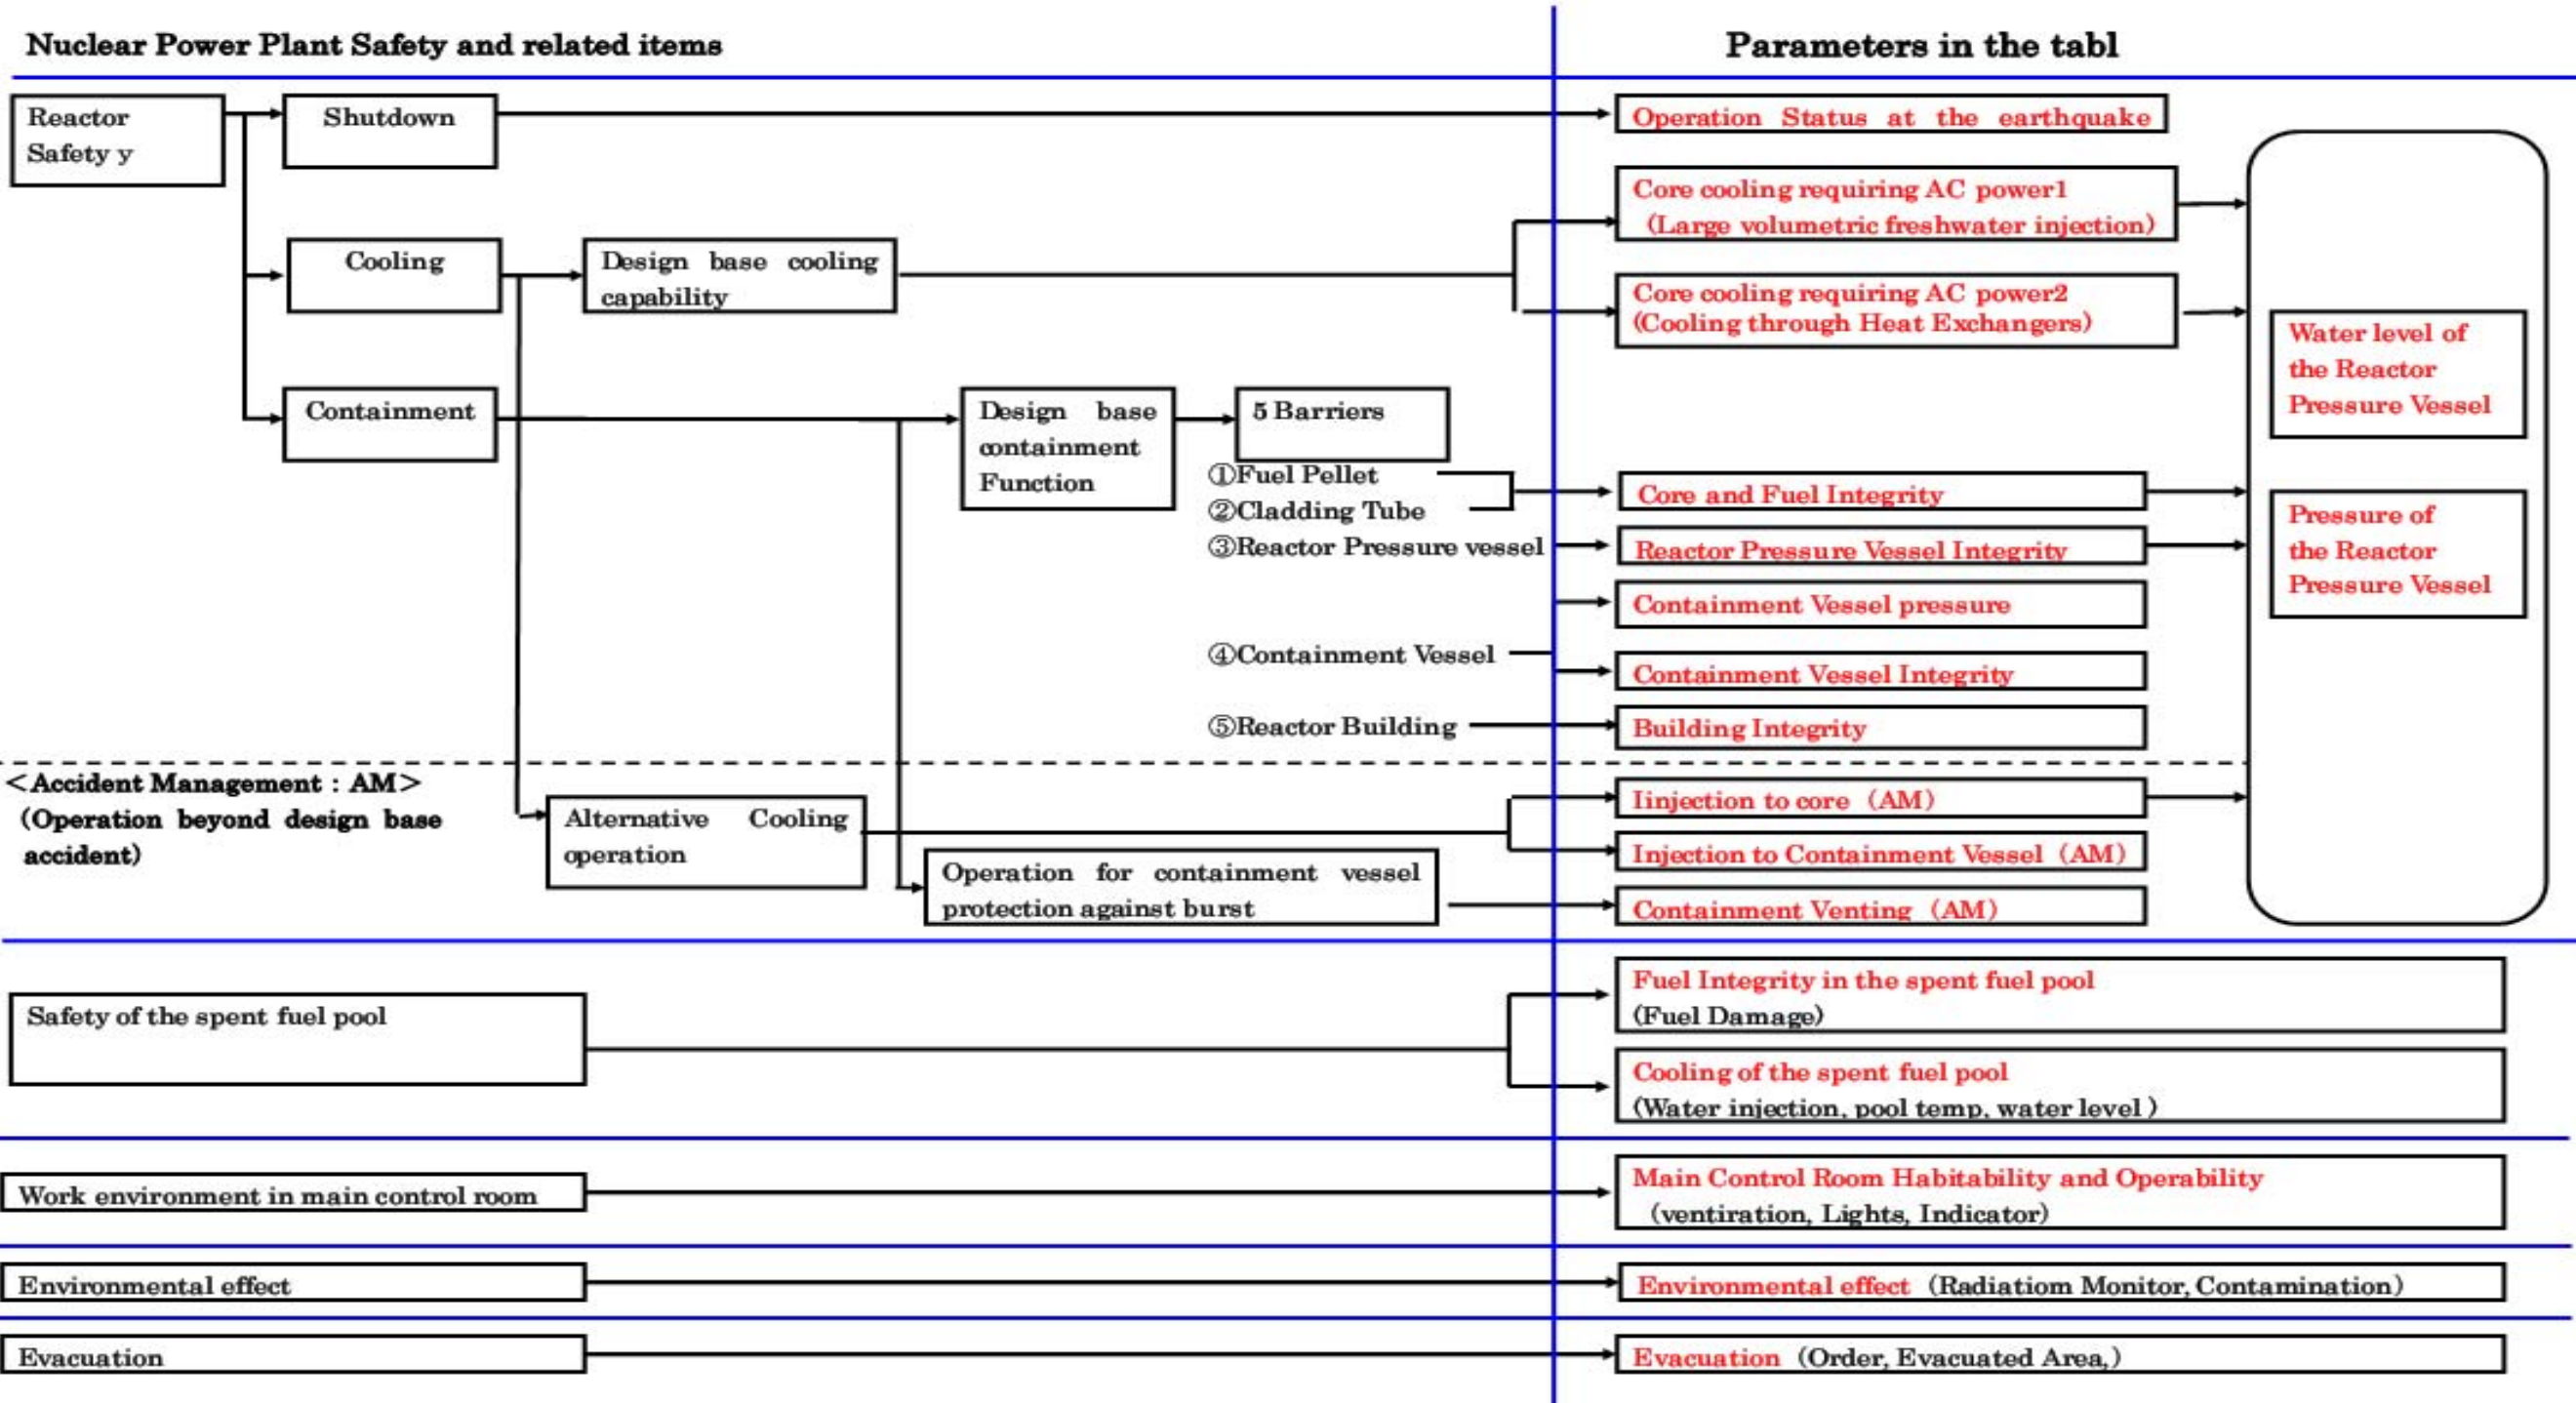 Nuclear Power Plant Safety and related items
Parameters in the tabl
Reactor
Safety y
Shutdown
Operation Status at the earthquake
Core cooling requiring AC power1
(Large volumetric freshwater injection)
Cooling
Design base cooling
capability
Core cooling requiring AC power2
(Cooling through Heat Exchangers)
Water level of
the Reactor
Pressure Vessel
Containment
Design base
containment
Function
5 Barriers
①Fuel Pellet
②Cladding Tube
③Reactor Pressure vessel
④Containment Vessel
⑤Reactor Building
Core and Fuel Integrity
Reactor Pressure Vessel Integrity
Containment Vessel pressure
Containment Vessel Integrity
Building Integrity
Pressure of
the Reactor
Pressure Vessel
<Accident Management : AM>
(Operation beyond design base
accident)
Alternative Cooling
operation
Operation for containment vessel
protection against burst
Iinjection to core (AM)
Injection to Containment Vessel (AM)
Containment Venting (AM)
Safety of the spent fuel pool
Fuel Integrity in the spent fuel pool
(Fuel Damage)
Cooling of the spent fuel pool
(Water injection, pool temp, water level )
Work environment in main control room
Main Control Room Habitability and Operability
(ventiration, Lights, Indicator)
Environmental effect
Environmental effect (Radiatiom Monitor, Contamination)
Evacuation
Evacuation (Order, Evacuated Area,)